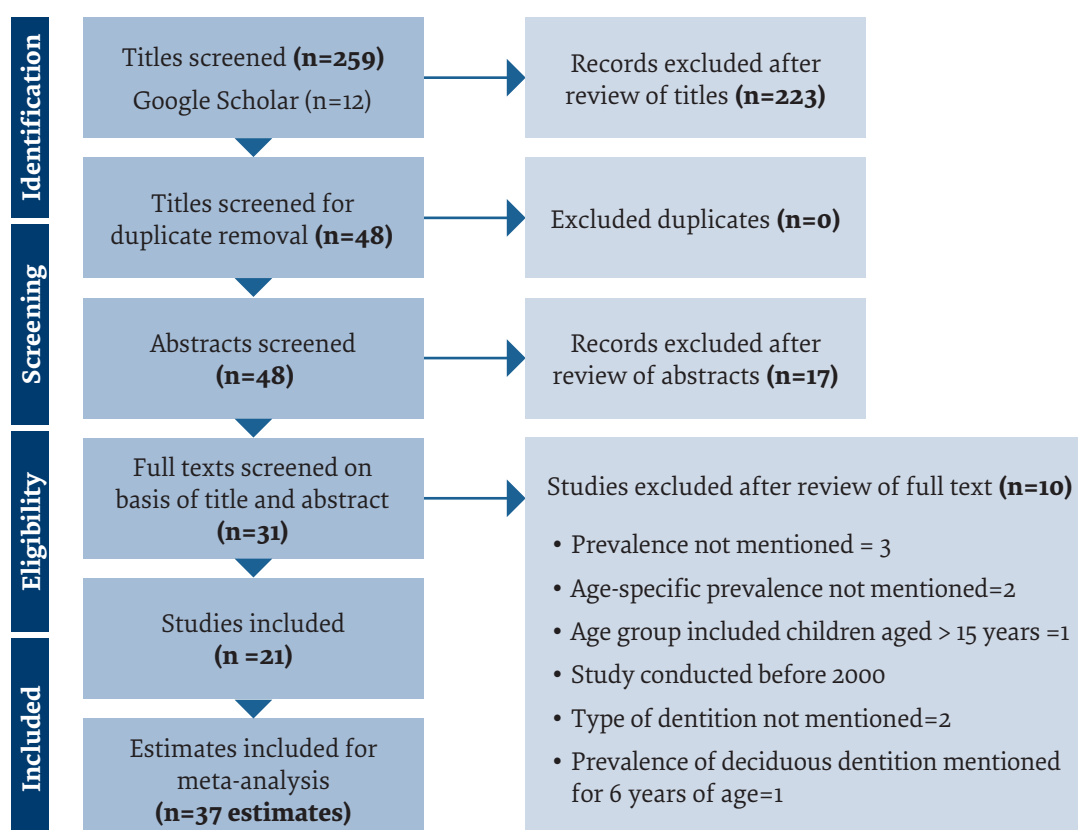 Identification
Titles screened (n=259)
Google Scholar (n=12)
Records excluded after
review of titles (n=223)
Titles screened for
duplicate removal (n=48)
Excluded duplicates (n=0)
Screening
Abstracts screened
(n=48)
Records excluded after
review of abstracts (n=17)
Eligibility
Full texts screened on
basis of title and abstract
(n=31)
Studies excluded after review of full text (n=10)
• Prevalence not mentioned = 3
• Age-specific prevalence not mentioned=2
• Age group included children aged > 15 years =1
• Study conducted before 2000
• Type of dentition not mentioned=2
• Prevalence of deciduous dentition mentioned
for 6 years of age=1
Studies included
(n =21)
Included
Estimates included for
meta-analysis
(n=37 estimates)